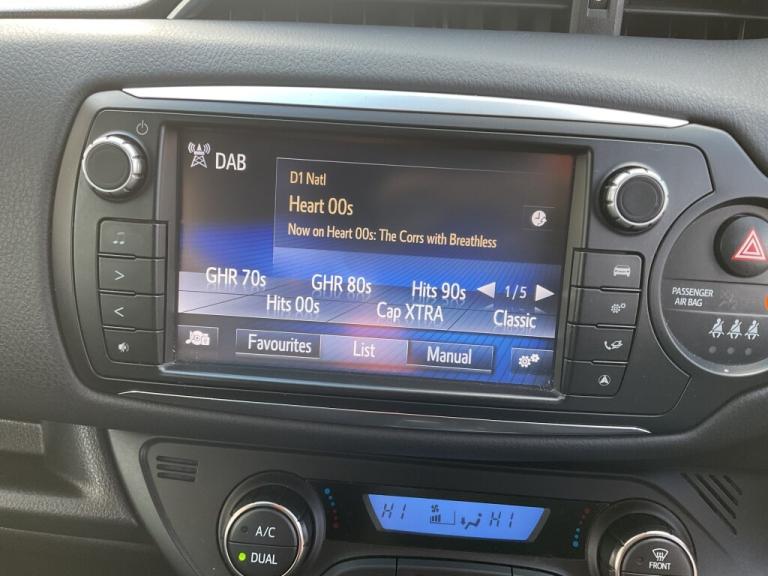 DAB
D1 Natl
Heart 00s
Now on Heart 00s: The Corrs with Breathless
GHR 70s GHR 80s Hits 90s 1/5
Hits 00s Cap XTRA Classic
Favourites List Manual
PASSENGER
AIR BAG
A/C
DUAL
HI HI
FRONT